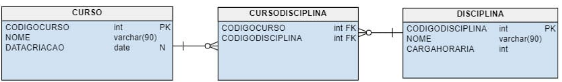 CURSO
CODIGOCURSO int PK
NOME varchar(90)
DATACRIACAO date N
CURSODISCIPLINA
CODIGOCURSO int FK
CODIGODISCIPLINA int FK
DISCIPLINA
CODIGODISCIPLINA int PK
NOME varchar(90)
CARGAHORARIA int